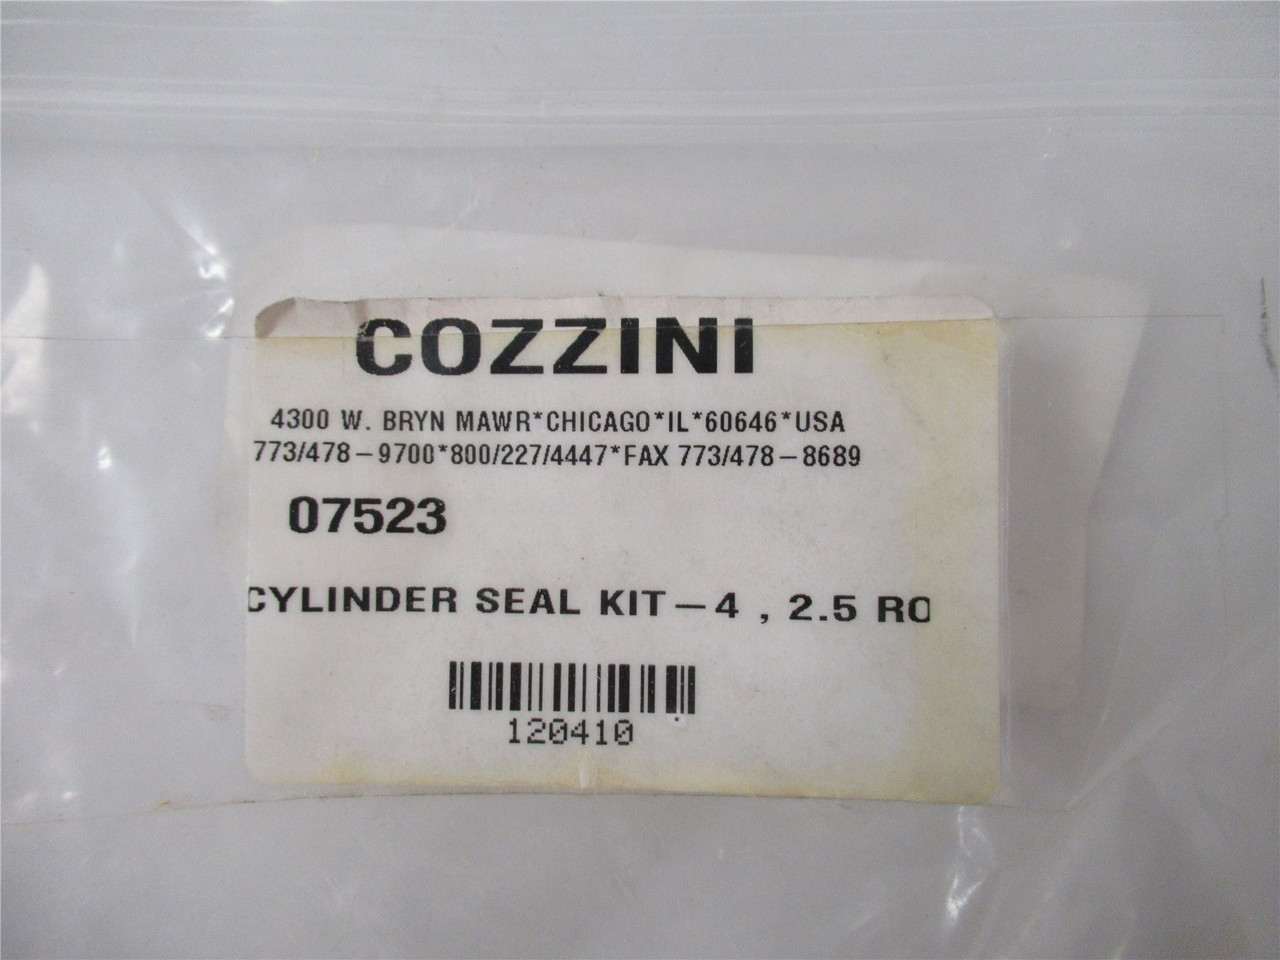 COZZINI
4300 W. BRYN MAWR*CHICAGO*IL*60646*USA
773/478-9700*800/227/4447*FAX 773/478-8689
07523
CYLINDER SEAL KIT-4 , 2.5 RO
120410